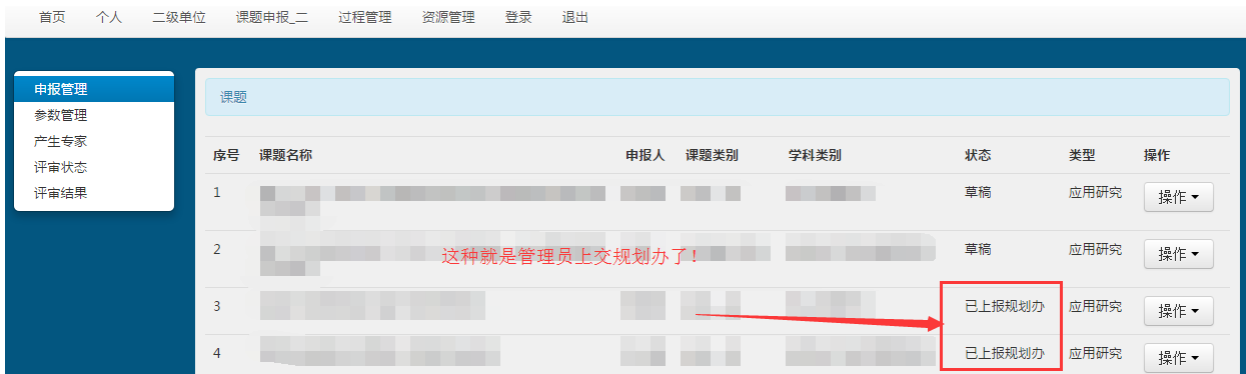 首页 个人 二级单位 课题申报_二 过程管理 资源管理 登录 退出
申报管理
参数管理
产生专家
评审状态
评审结果
课题
序号 课题名称 申报人 课题类别 学科类别 状态 类型 操作
1 草稿 应用研究 操作
2 草稿 应用研究 操作
这种就是管理员上交规划办了!
3 已上报规划办 应用研究 操作
4 已上报规划办 应用研究 操作